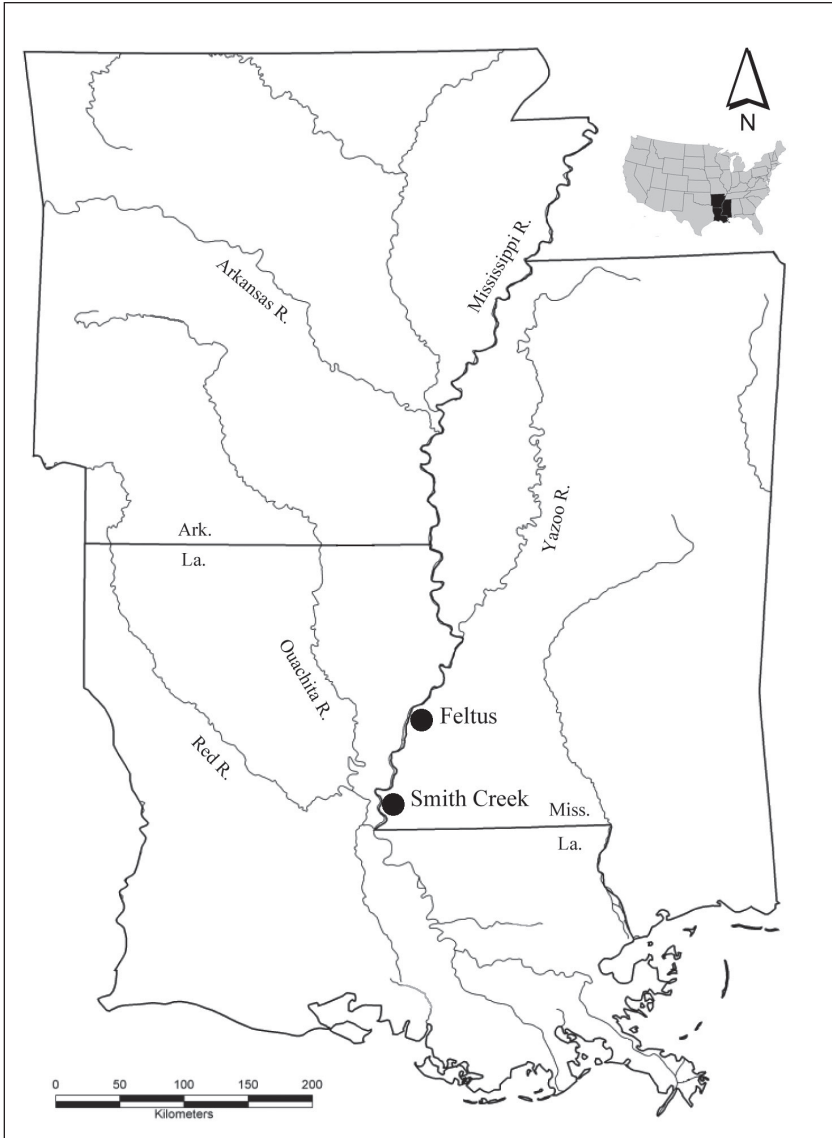 N
Mississippi R.
Arkansas R.
Yazoo R.
Ark.
La.
Ouachita R.
Red R.
Feltus
Smith Creek
Miss.
La.
0 50 100 150 200
Kilometers